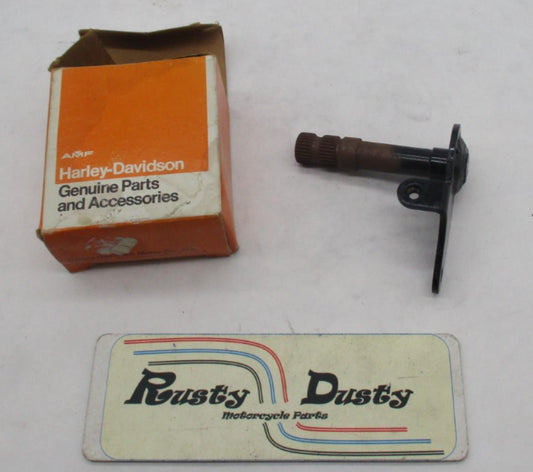 AMF
Harley-Davidson
Genuine Parts
and Accessories
Rusty Dusty
Motorcycle Parts